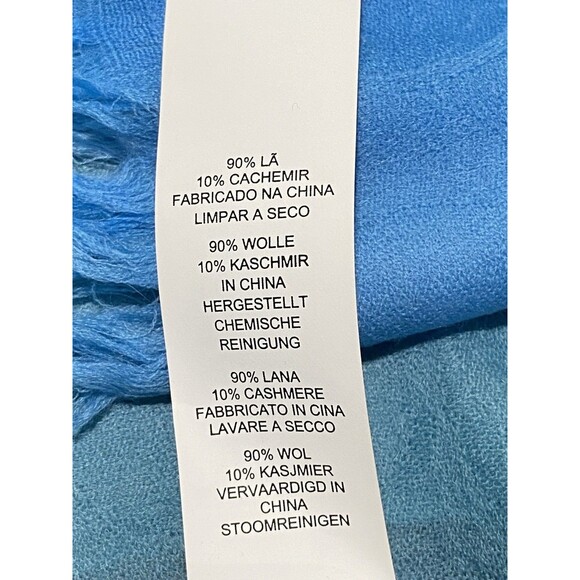 90% LÃ
10% CACHEMIR
FABRICADO NA CHINA
LIMPAR A SECO
90% WOLLE
10% KASCHMIR
IN CHINA
HERGESTELLT
CHEMISCHE
REINIGUNG
90% LANA
10% CASHMERE
FABBRICATO IN CINA
LAVARE A SECCO
90% WOL
10% KASJMIER
VERVAARDIGD IN
CHINA
STOOMREINIGEN